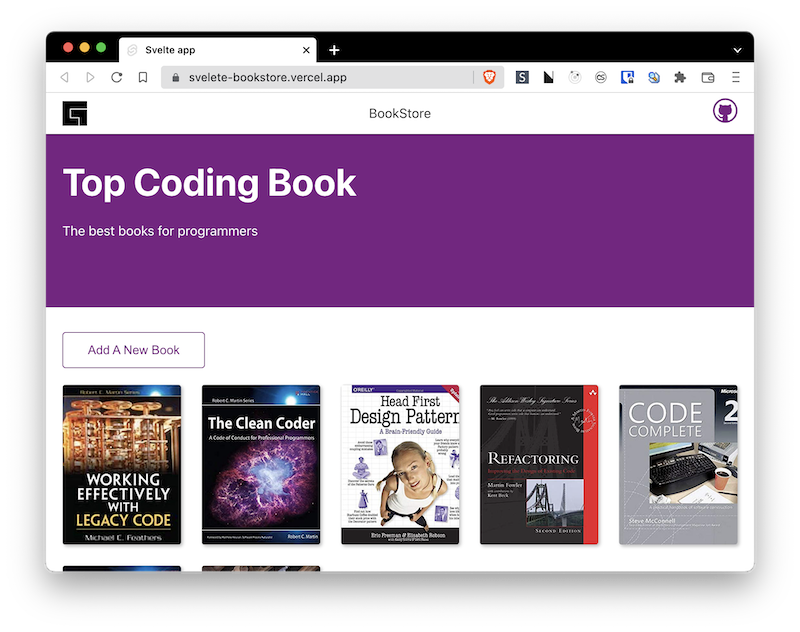 Svelte app
svelete-bookstore.vercel.app
BookStore
Top Coding Book
The best books for programmers
Add A New Book
Robert C. Martin Series
WORKING
EFFECTIVELY
WITH
LEGACY CODE
Michael C. Feathers
Robert C. Martin Series
The Clean Coder
A Code of Conduct for Professional Programmers
Robert C. Martin
O'REILLY
Head First
Design Pattern
A Brain-Friendly Guide
Eric Freeman & Elisabeth Robson
The Addison Wesley Signature Series
REFACTORING
Improving the Design of Existing Code
Martin Fowler
Kent Beck
SECOND EDITION
Micros
CODE
COMPLETE
2
Steve McConnell